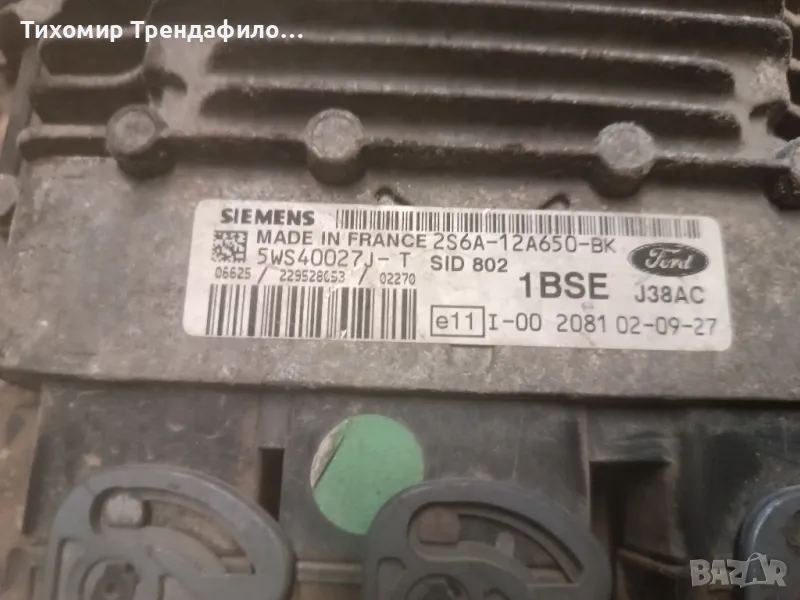 Тихомир Трендафило...
SIEMENS
MADE IN FRANCE 2S6A-12A650-BK
5WS40027J-T SID 802
06625 / 229528053 / 02270
1BSE J38AC
Ford
e11 I-00 2081 02-09-27
BAZAR